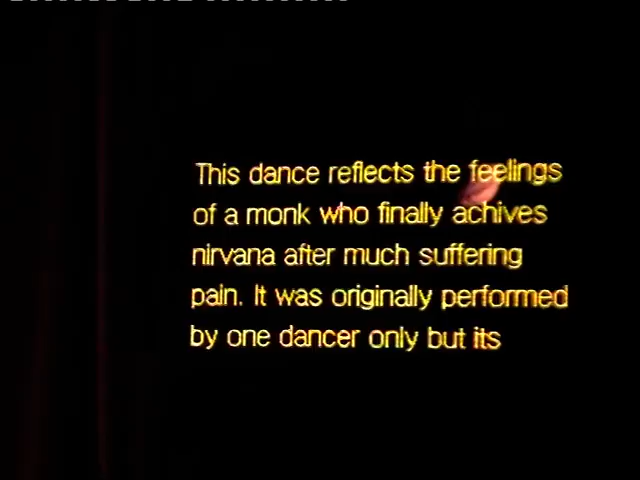 This dance reflects the feelings
of a monk who finally achives
nirvana after much suffering
pain. It was originally performed
by one dancer only but its